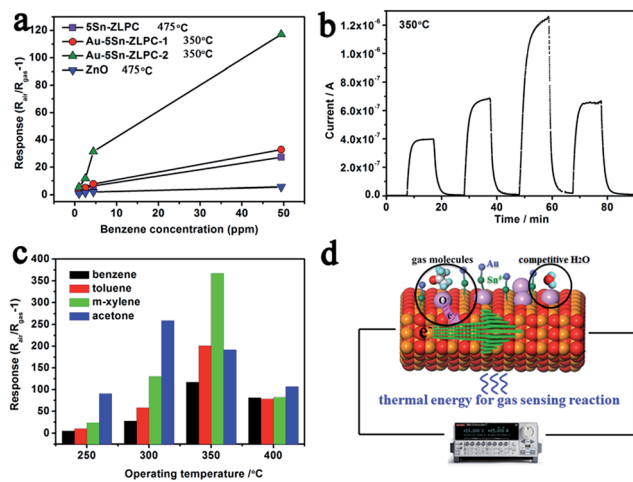 a
5Sn-ZLPC 475°C
Au-5Sn-ZLPC-1 350°C
Au-5Sn-ZLPC-2 350°C
ZnO 475°C
Response (Rair/Rgas-1)
120
100
80
60
40
20
0
0 10 20 30 40 50
Benzene concentration (ppm)
b
350°C
Current / A
1.2x10-6
1.0x10-6
8.0x10-7
6.0x10-7
4.0x10-7
2.0x10-7
0.0
0 10 20 30 40 50 60 70 80 90
Time / min
c
benzene
toluene
m-xylene
acetone
Response (Rair/Rgas-1)
400
350
300
250
200
150
100
50
0
250 300 350 400
Operating temperature /°C
d
gas molecules
Au
Sn4+
competitive H2O
O
e-
e-
thermal energy for gas sensing reaction